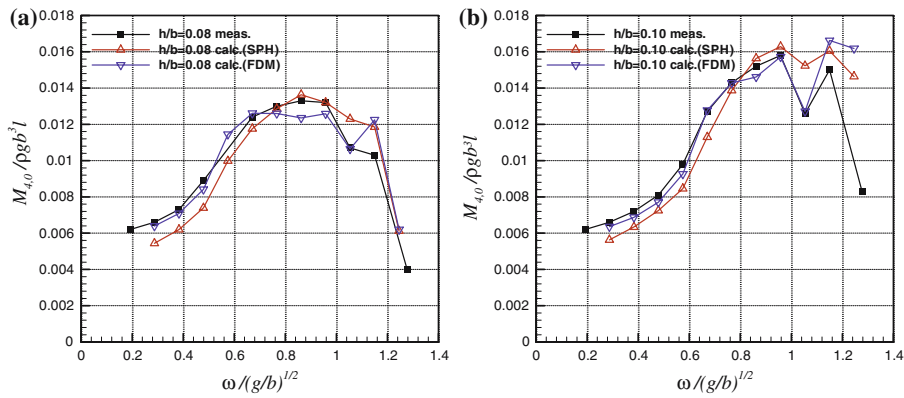 (a)
h/b=0.08 meas.
h/b=0.08 calc.(SPH)
h/b=0.08 calc.(FDM)
M4,0/ρgb³l
0.018
0.016
0.014
0.012
0.01
0.008
0.006
0.004
0.002
0
0 0.2 0.4 0.6 0.8 1 1.2 1.4
ω/(g/b)^1/2
(b)
h/b=0.10 meas.
h/b=0.10 calc.(SPH)
h/b=0.10 calc.(FDM)
M4,0/ρgb³l
0.018
0.016
0.014
0.012
0.01
0.008
0.006
0.004
0.002
0
0 0.2 0.4 0.6 0.8 1 1.2 1.4
ω/(g/b)^1/2